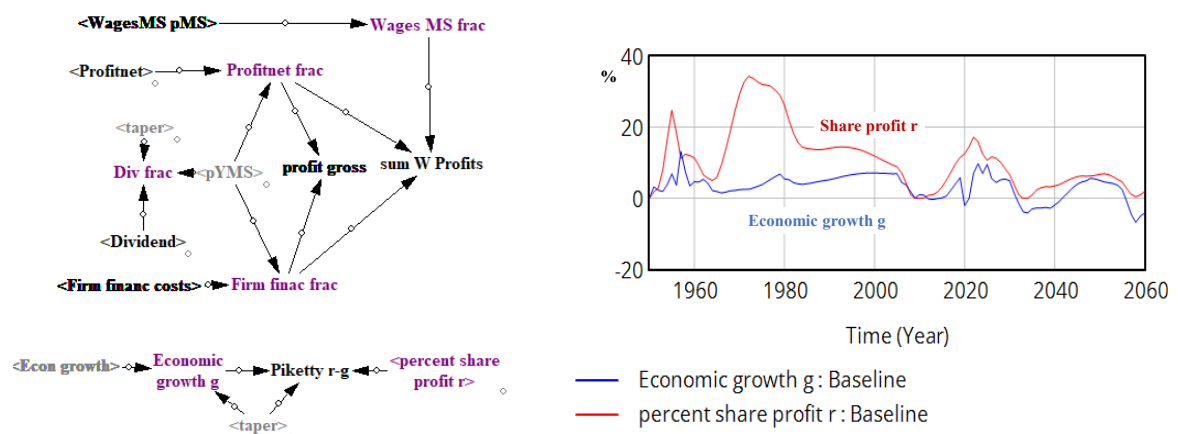 <WagesMS pMS>
Wages MS frac
<Profitnet>
Profitnet frac
<taper>
Div frac
<pYMS>
profit gross
sum W Profits
<Dividend>
<Firm financ costs>
Firm finac frac
<Econ growth>
Economic
growth g
Piketty r-g
<percent share
profit r>
<taper>
40
%
20
0
-20
Share profit r
Economic growth g
1960
1980
2000
2020
2040
2060
Time (Year)
Economic growth g : Baseline
percent share profit r : Baseline